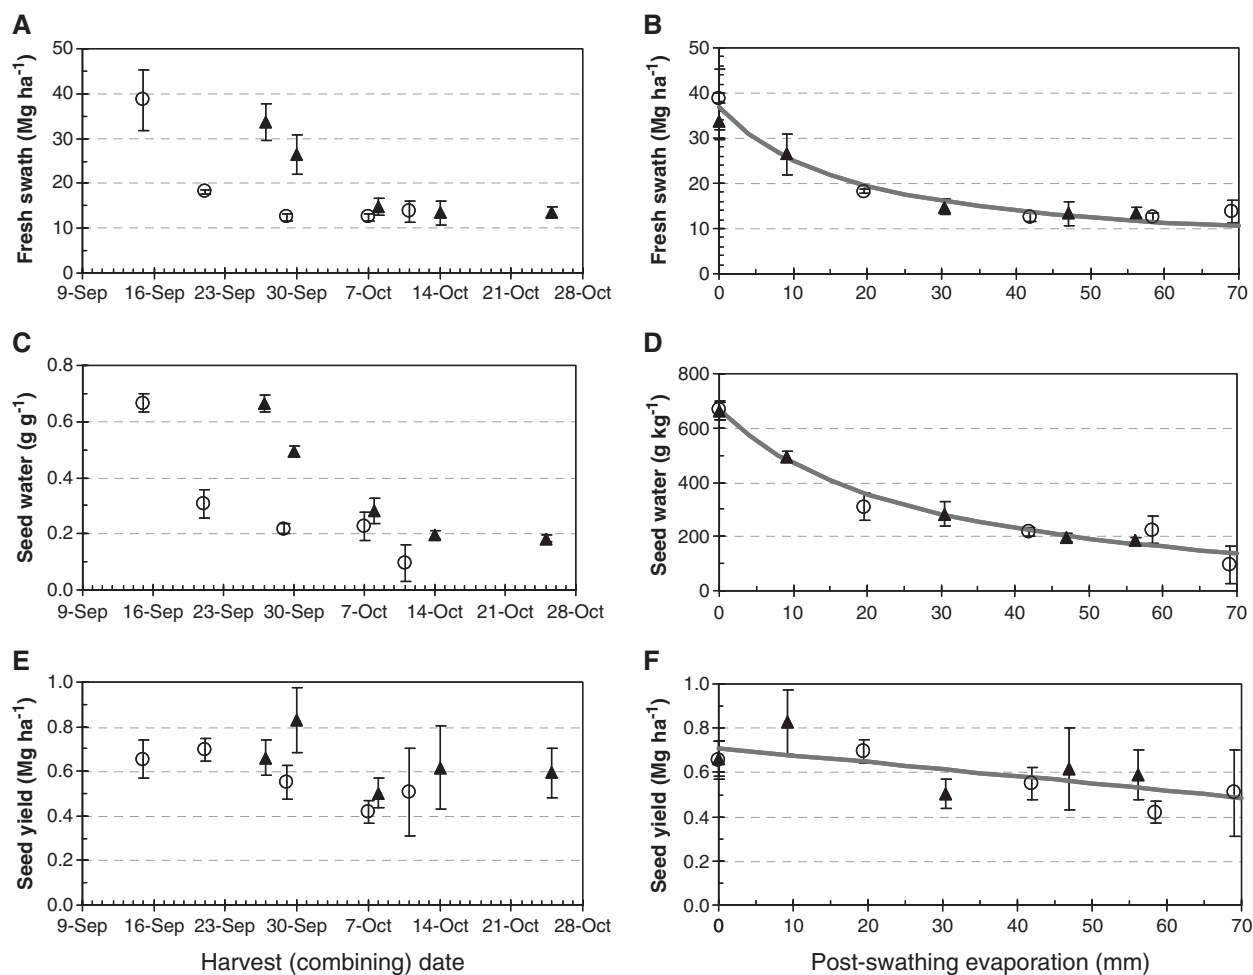 A
B
Fresh swath (Mg ha⁻¹)
50
40
30
20
10
0
9-Sep 16-Sep 23-Sep 30-Sep 7-Oct 14-Oct 21-Oct 28-Oct
Fresh swath (Mg ha⁻¹)
50
40
30
20
10
0
0 10 20 30 40 50 60 70
C
D
Seed water (g g⁻¹)
0.8
0.6
0.4
0.2
0.0
9-Sep 16-Sep 23-Sep 30-Sep 7-Oct 14-Oct 21-Oct 28-Oct
Seed water (g kg⁻¹)
800
600
400
200
0
0 10 20 30 40 50 60 70
E
F
Seed yield (Mg ha⁻¹)
1.0
0.8
0.6
0.4
0.2
0.0
9-Sep 16-Sep 23-Sep 30-Sep 7-Oct 14-Oct 21-Oct 28-Oct
Harvest (combining) date
Seed yield (Mg ha⁻¹)
1.0
0.8
0.6
0.4
0.2
0.0
0 10 20 30 40 50 60 70
Post-swathing evaporation (mm)